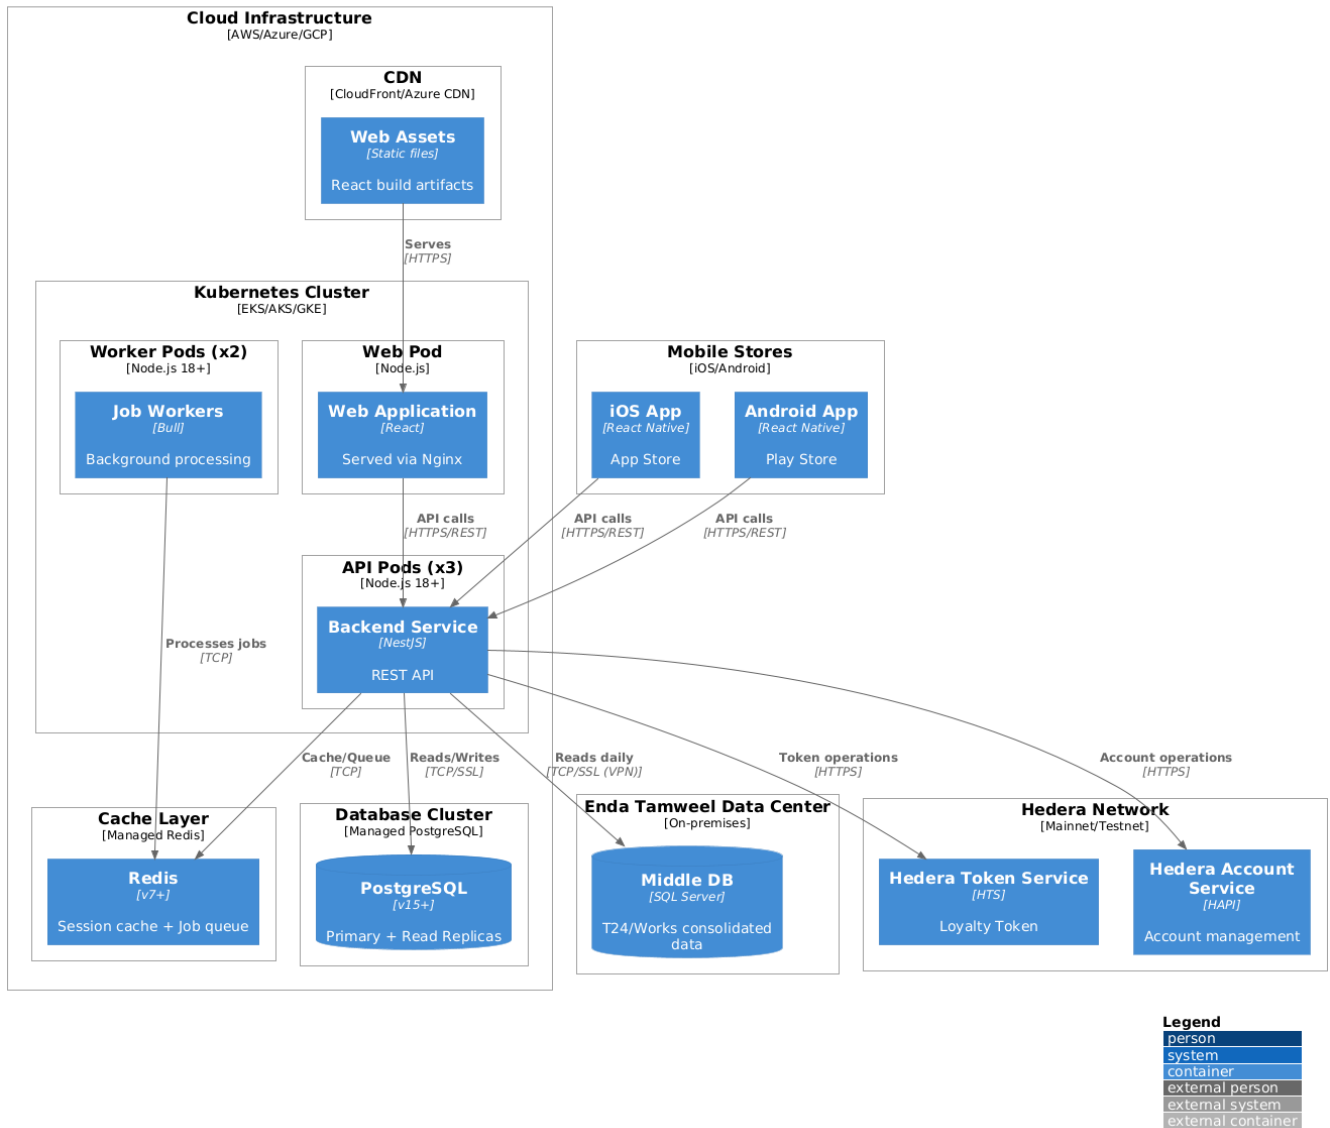 Cloud Infrastructure
[AWS/Azure/GCP]
CDN
[CloudFront/Azure CDN]
Web Assets
[Static files]
React build artifacts
Serves
[HTTPS]
Kubernetes Cluster
[EKS/AKS/GKE]
Worker Pods (x2)
[Node.js 18+]
Job Workers
[Bull]
Background processing
Web Pod
[Node.js]
Web Application
[React]
Served via Nginx
Mobile Stores
[iOS/Android]
iOS App
[React Native]
App Store
Android App
[React Native]
Play Store
API calls
[HTTPS/REST]
API calls
[HTTPS/REST]
API calls
[HTTPS/REST]
API Pods (x3)
[Node.js 18+]
Backend Service
[NestJS]
REST API
Processes jobs
[TCP]
Cache/Queue
[TCP]
Reads/Writes
[TCP/SSL]
Reads daily
[TCP/SSL (VPN)]
Token operations
[HTTPS]
Account operations
[HTTPS]
Cache Layer
[Managed Redis]
Redis
[v7+]
Session cache + Job queue
Database Cluster
[Managed PostgreSQL]
PostgreSQL
[v15+]
Primary + Read Replicas
Enda Tamweel Data Center
[On-premises]
Middle DB
[SQL Server]
T24/Works consolidated
data
Hedera Network
[Mainnet/Testnet]
Hedera Token Service
[HTS]
Loyalty Token
Hedera Account
Service
[HAPI]
Account management
Legend
person
system
container
external person
external system
external container